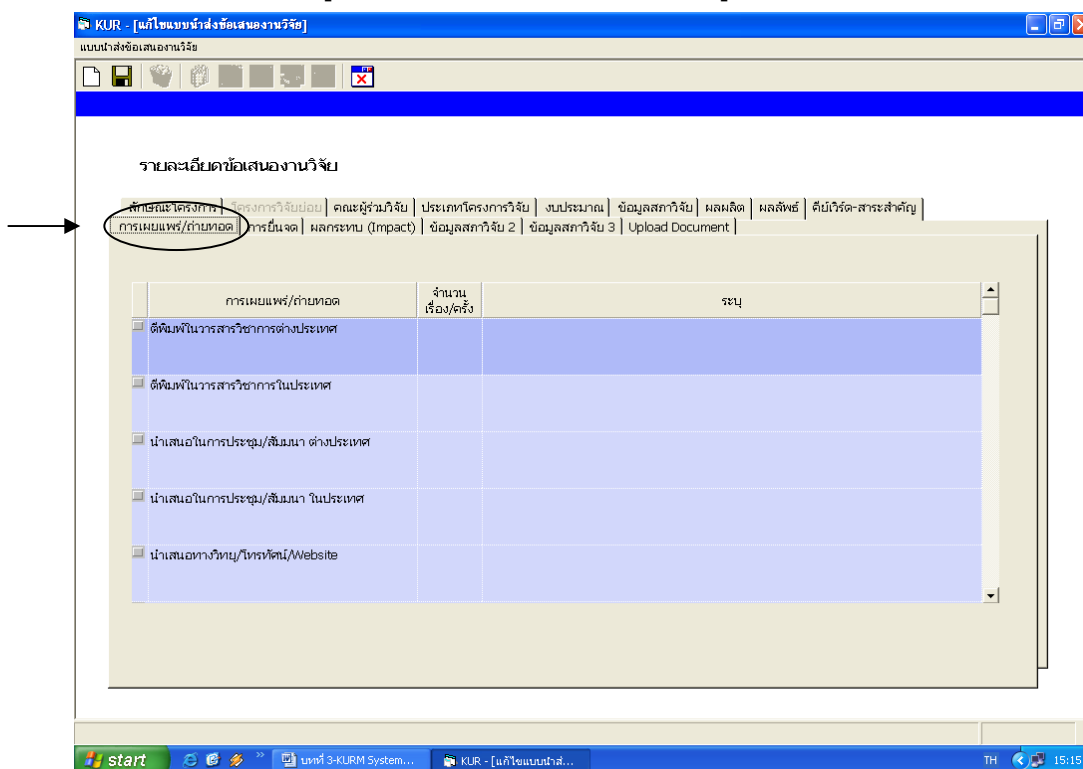 KUR - [แก้ไขแบบนำส่งข้อเสนองานวิจัย]
แบบนำส่งข้อเสนองานวิจัย
รายละเอียดข้อเสนองานวิจัย
ลักษณะโครงการ โครงการวิจัยย่อย คณะผู้ร่วมวิจัย ประเภทโครงการวิจัย งบประมาณ ข้อมูลสภาวิจัย ผลผลิต ผลลัพธ์ คีย์เวิร์ด-สาระสำคัญ
การเผยแพร่/ถ่ายทอด การยื่นจด ผลกระทบ (Impact) ข้อมูลสภาวิจัย 2 ข้อมูลสภาวิจัย 3 Upload Document
การเผยแพร่/ถ่ายทอด จำนวน เรื่อง/ครั้ง ระบุ
ตีพิมพ์ในวารสารวิชาการต่างประเทศ
ตีพิมพ์ในวารสารวิชาการในประเทศ
นำเสนอในการประชุม/สัมมนา ต่างประเทศ
นำเสนอในการประชุม/สัมมนา ในประเทศ
นำเสนอทางวิทยุ/โทรทัศน์/Website
start บทที่ 3-KURM System... KUR - [แก้ไขแบบนำส่... TH 15:15